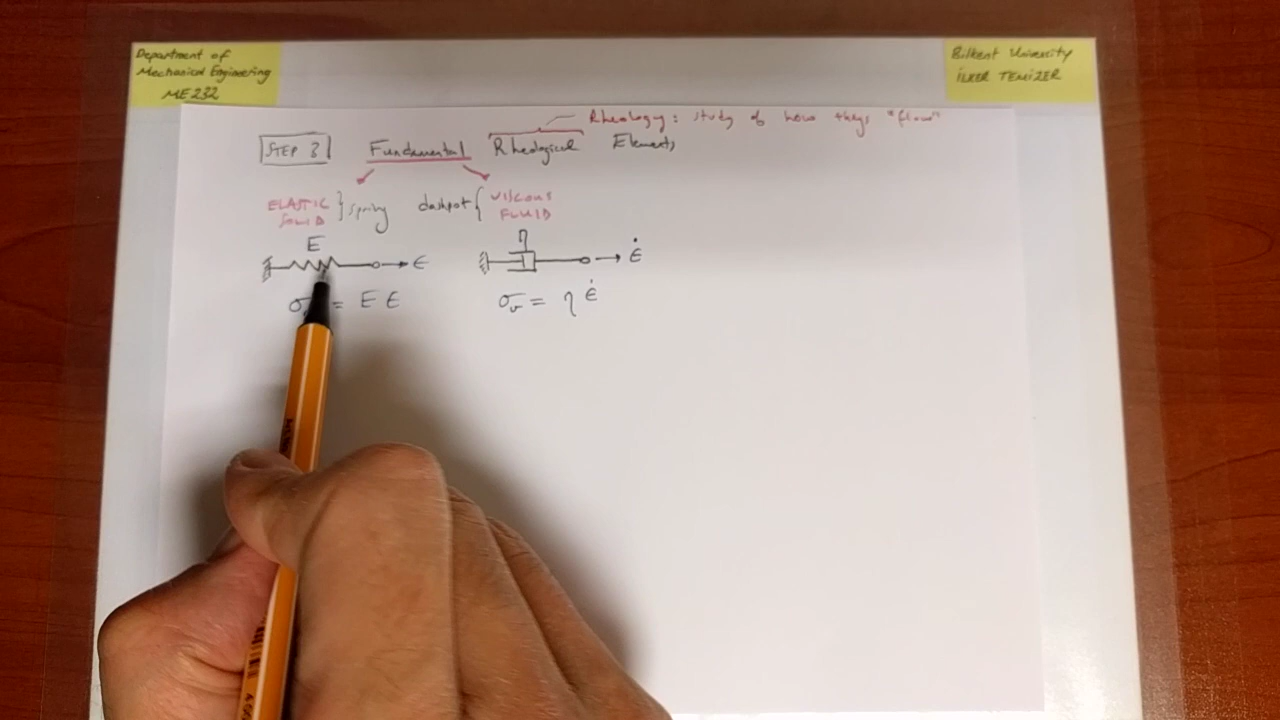 Department of
Mechanical Engineering
ME232
Bilkent University
İLKER TEMİZER
Rheology: study of how things "flow"
STEP 3 Fundamental Rheological Elements
ELASTIC SOLID } spring
dashpot { VISCOUS FLUID
E
ϵ
η
ϵ̇
= E ϵ
σv = η ϵ̇